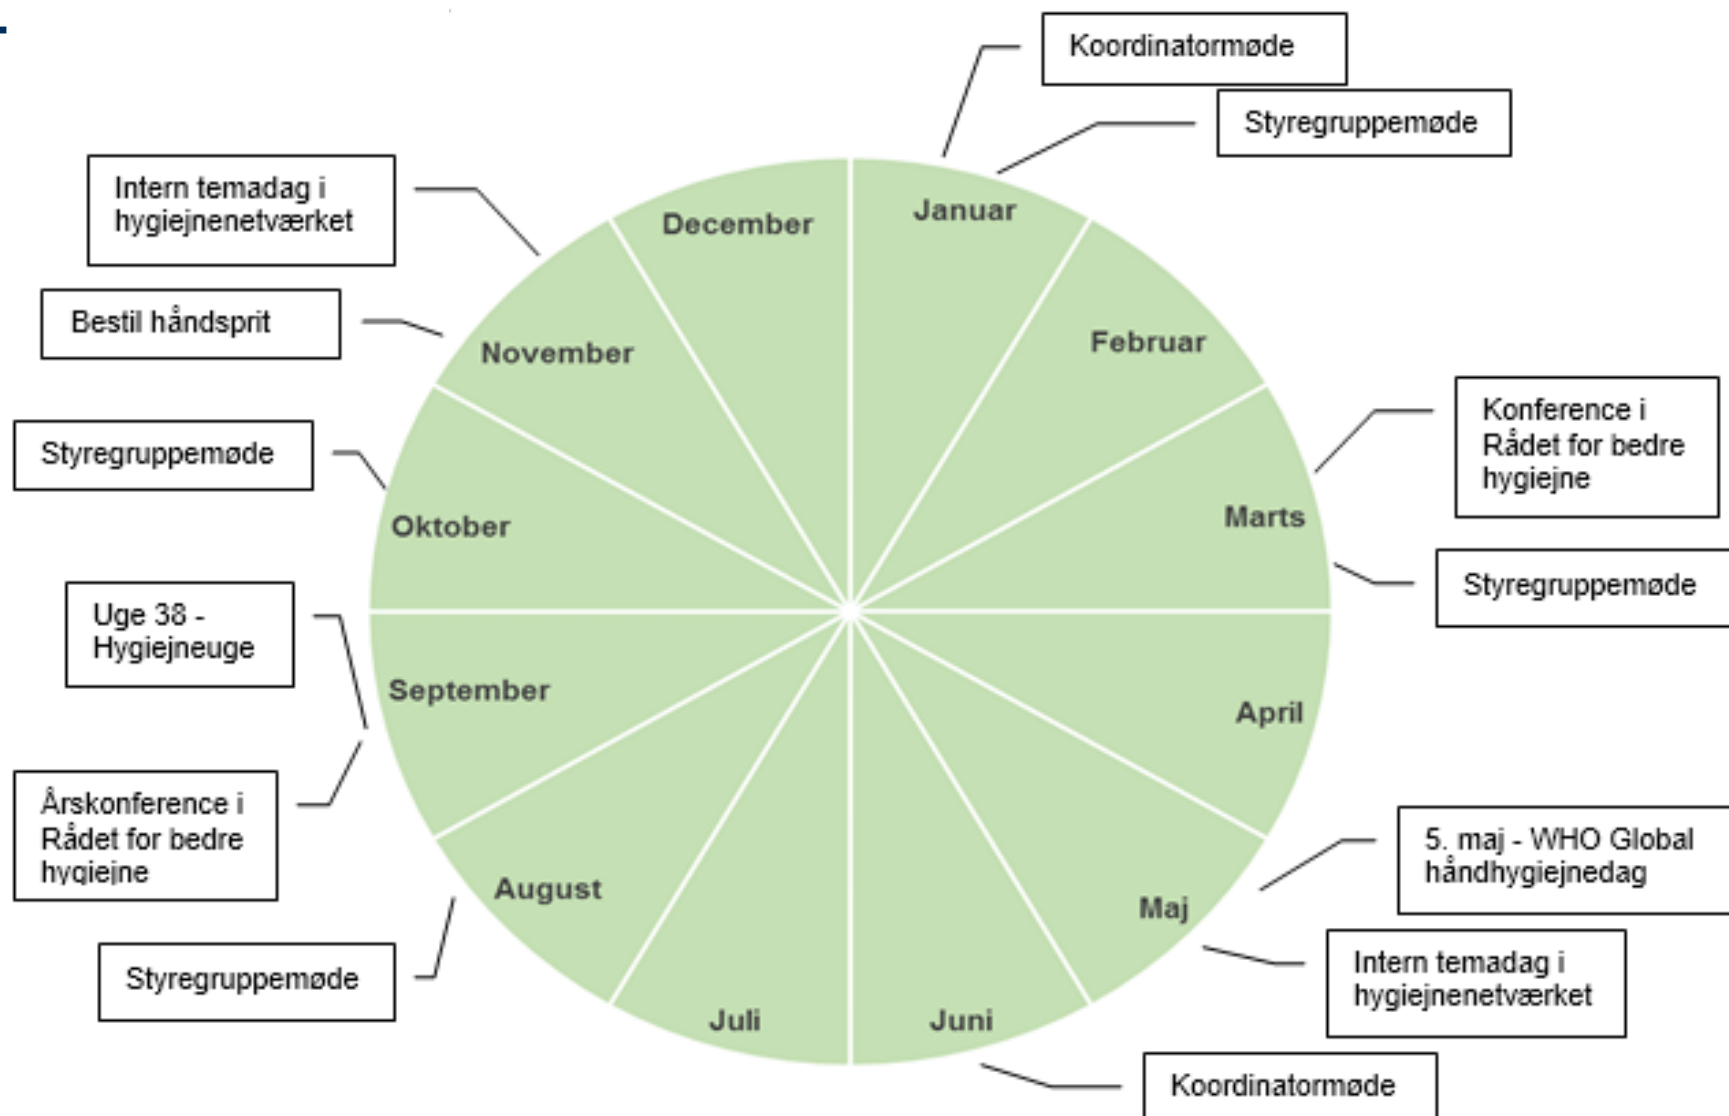 Koordinatormøde
Styregruppemøde
Januar
Februar
Konference i
Rådet for bedre
hygiejne
Marts
Styregruppemøde
April
5. maj - WHO Global
håndhygiejnedag
Maj
Intern temadag i
hygiejnenetværket
Juni
Koordinatormøde
Juli
August
Styregruppemøde
September
Årskonference i
Rådet for bedre
hygiejne
Uge 38 -
Hygiejneuge
Oktober
Styregruppemøde
November
Bestil håndsprit
Intern temadag i
hygiejnenetværket
December